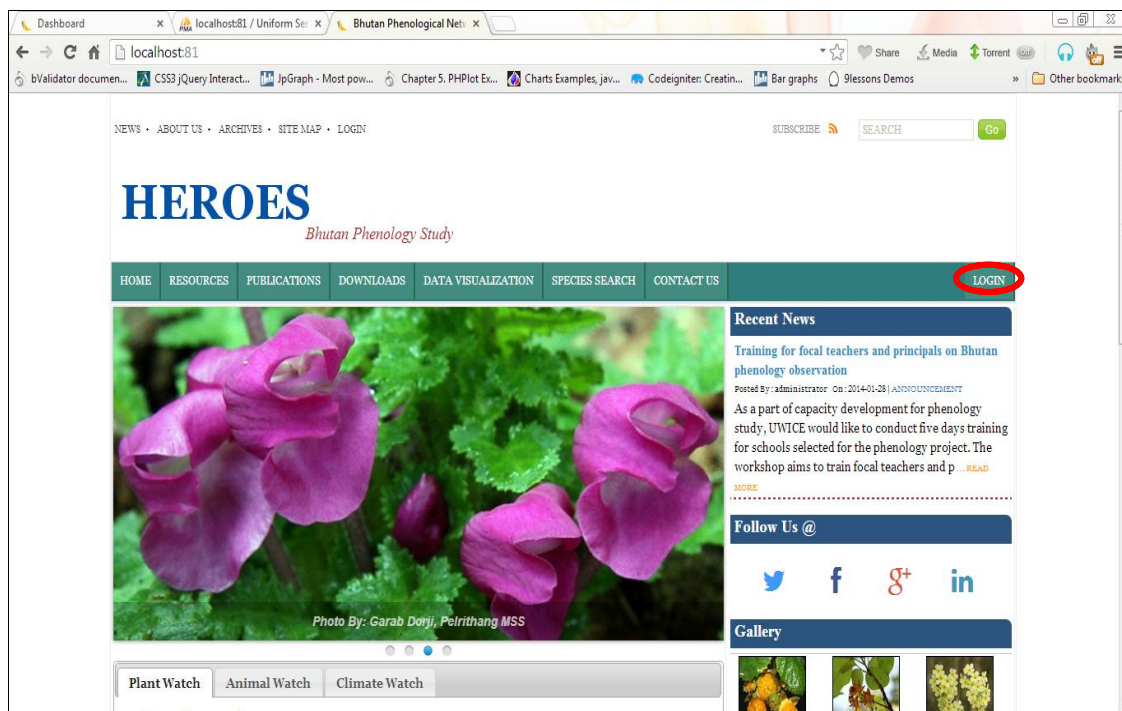 Dashboard
localhost:81 / Uniform Ser
Bhutan Phenological Netw
localhost:81
Share
Media
Torrent
bValidator documen...
CSS3 jQuery Interact...
JpGraph - Most pow...
Chapter 5. PHPlot Ex...
Charts Examples, jav...
Codeigniter: Creatin...
Bar graphs
9lessons Demos
»
Other bookmark
NEWS • ABOUT US • ARCHIVES • SITE MAP • LOGIN
SUBSCRIBE
SEARCH
Go
HEROES
Bhutan Phenology Study
HOME RESOURCES PUBLICATIONS DOWNLOADS DATA VISUALIZATION SPECIES SEARCH CONTACT US LOGIN
Photo By: Garab Dorji, Pelrithang MSS
Recent News
Training for focal teachers and principals on Bhutan
phenology observation
Posted By : administrator On : 2014-01-28 | ANNOUNCEMENT
As a part of capacity development for phenology
study, UWICE would like to conduct five days training
for schools selected for the phenology project. The
workshop aims to train focal teachers and p ... READ
MORE
Follow Us @
Gallery
Plant Watch
Animal Watch
Climate Watch